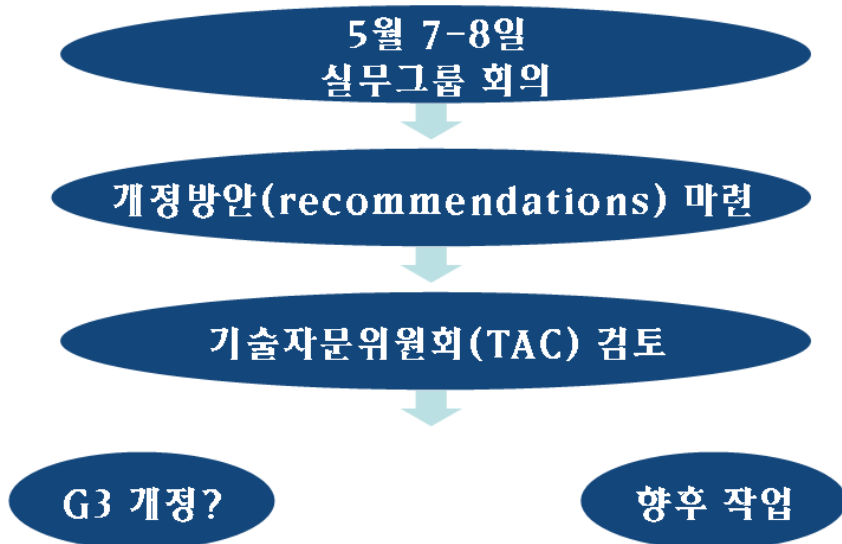 5월 7-8일
실무그룹 회의
개정방안(recommendations) 마련
기술자문위원회(TAC) 검토
G3 개정?
향후 작업